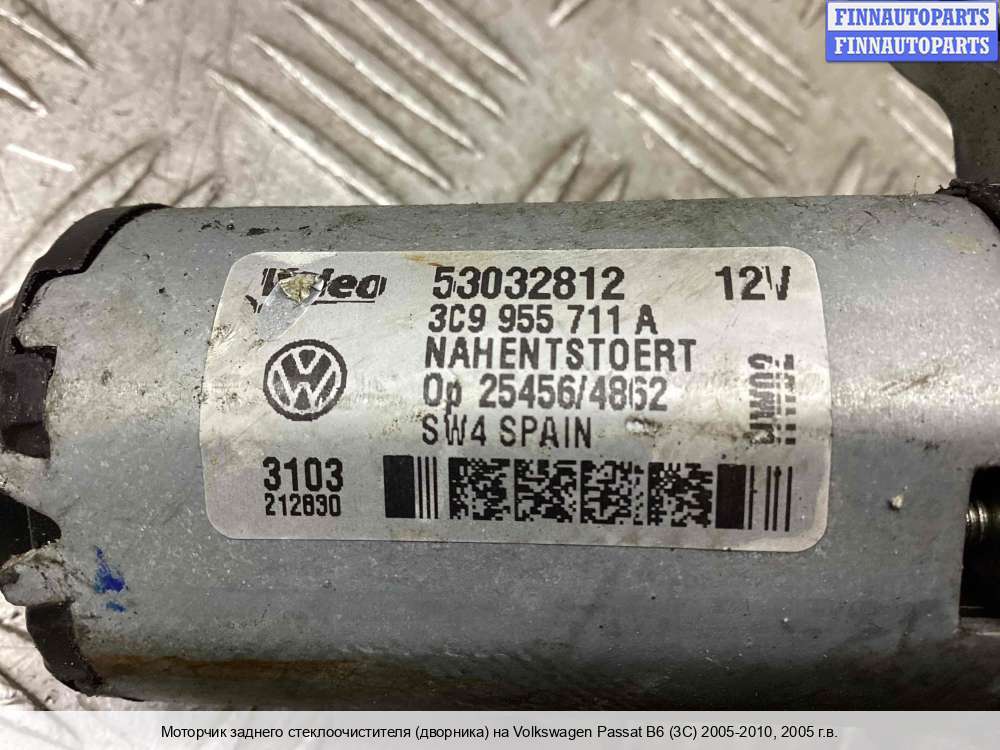 FINNAUTOPARTS
FINNAUTOPARTS
Valeo 53032812 12V
3C9 955 711 A
NAHENTSTOERT
Op 25456/4862
SW4 SPAIN
3103
212830
Моторчик заднего стеклоочистителя (дворника) на Volkswagen Passat B6 (3C) 2005-2010, 2005 г.в.